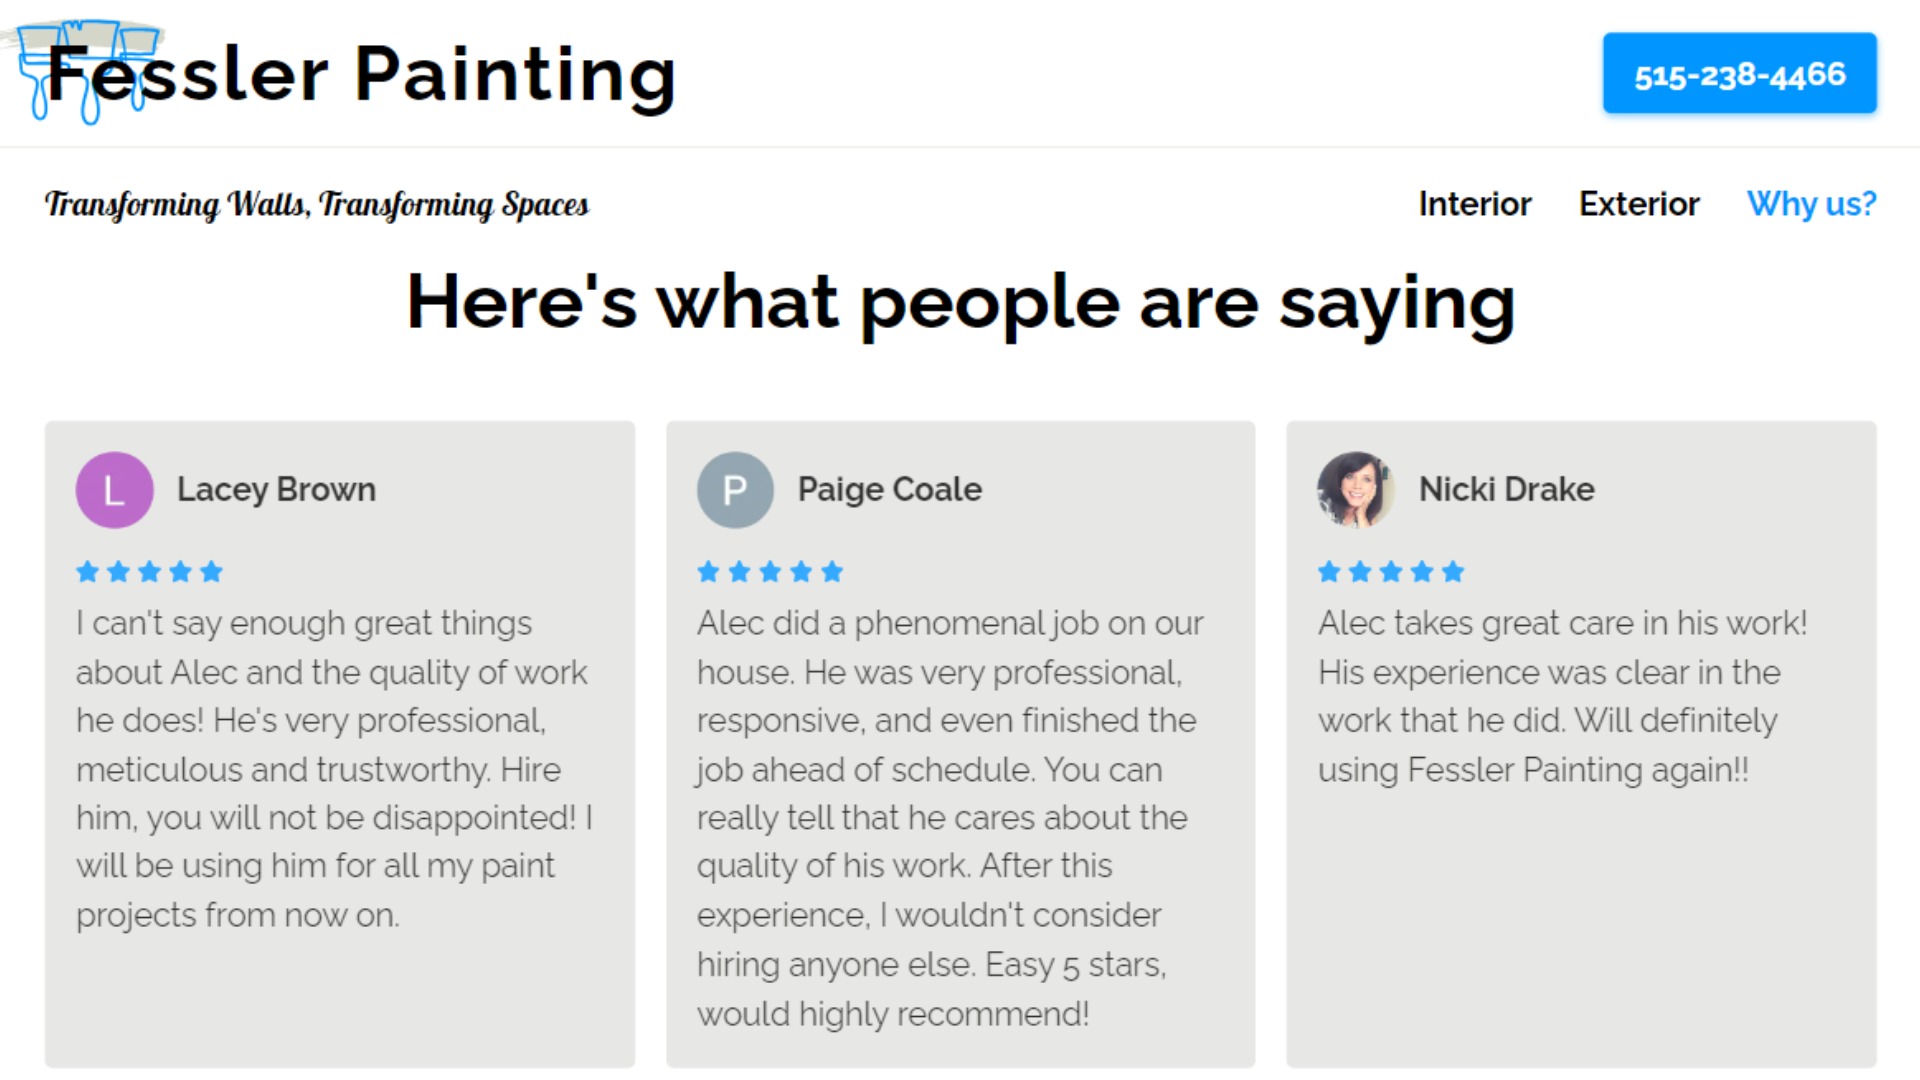 Fessler Painting
515-238-4466
Transforming Walls, Transforming Spaces
Interior
Exterior
Why us?
Here's what people are saying
L
Lacey Brown
I can't say enough great things
about Alec and the quality of work
he does! He's very professional,
meticulous and trustworthy. Hire
him, you will not be disappointed! I
will be using him for all my paint
projects from now on.
P
Paige Coale
Alec did a phenomenal job on our
house. He was very professional,
responsive, and even finished the
job ahead of schedule. You can
really tell that he cares about the
quality of his work. After this
experience, I wouldn't consider
hiring anyone else. Easy 5 stars,
would highly recommend!
Nicki Drake
Alec takes great care in his work!
His experience was clear in the
work that he did. Will definitely
using Fessler Painting again!!